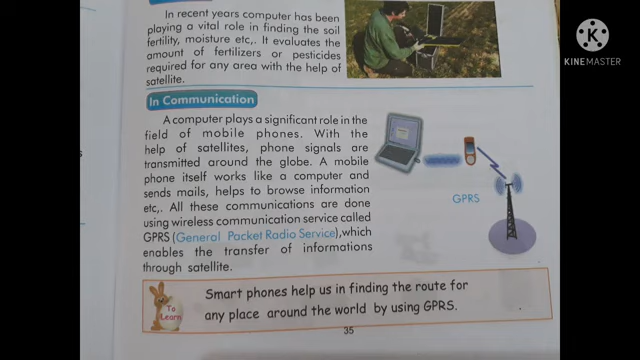 In recent years computer has been
playing a vital role in finding the soil
fertility, moisture etc,. It evaluates the
amount of fertilizers or pesticides
required for any area with the help of
satellite.
In Communication
A computer plays a significant role in the
field of mobile phones. With the
help of satellites, phone signals are
transmitted around the globe. A mobile
phone itself works like a computer and
sends mails, helps to browse information
etc,. All these communications are done
using wireless communication service called
GPRS (General Packet Radio Service), which
enables the transfer of informations
through satellite.
GPRS
To
Learn
Smart phones help us in finding the route for
any place around the world by using GPRS.
35
K
KINEMASTER